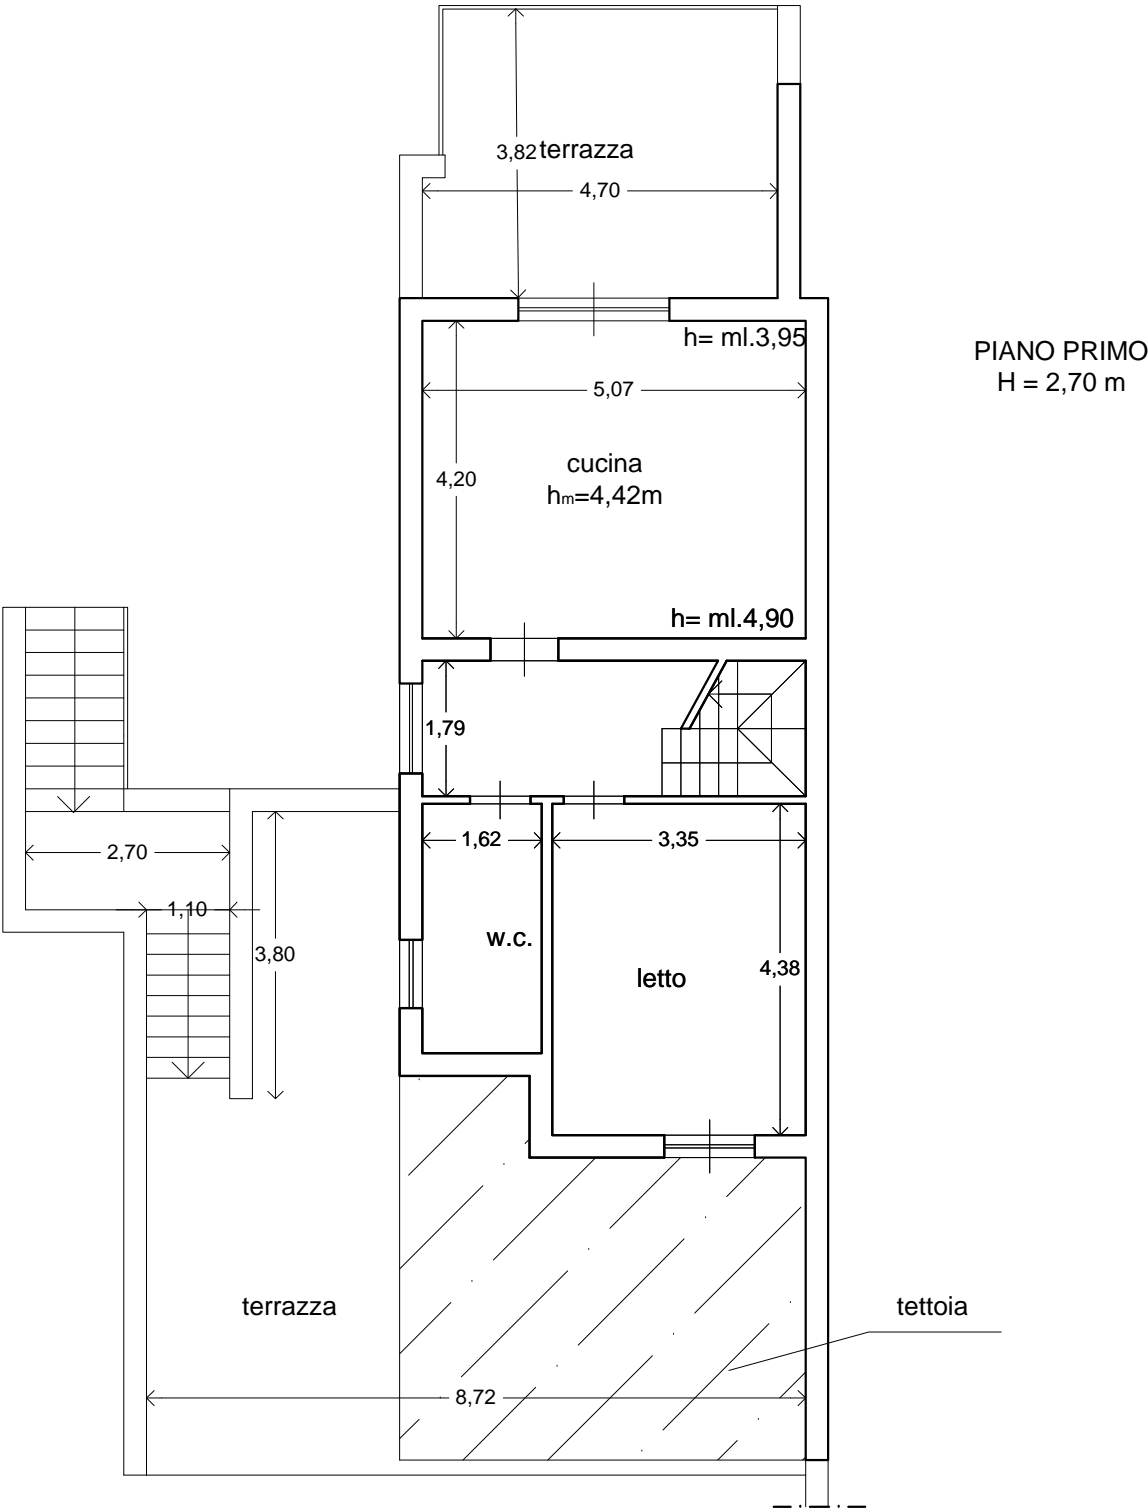 3,82
terrazza
4,70
h= ml.3,95
PIANO PRIMO
H = 2,70 m
5,07
cucina
4,20
hm=4,42m
h= ml.4,90
1,79
1,62
3,35
2,70
1,10
w.c.
3,80
letto
4,38
terrazza
tettoia
8,72